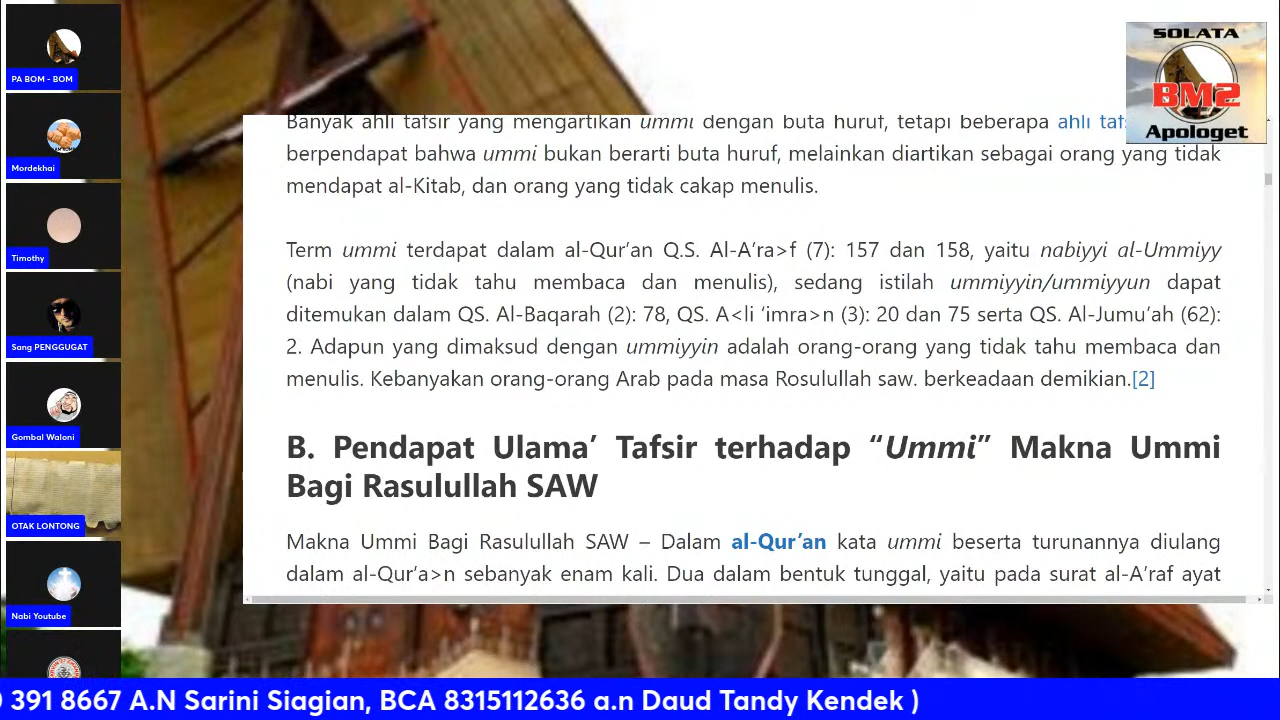 PA BOM - BOM
Mordekhai
Timothy
Sang PENGGUGAT
Gombal Waloni
OTAK LONTONG
Nabi Youtube
SOLATA
BM2
Apologet
Banyak ahli tafsir yang mengartikan ummi dengan buta huruf, tetapi beberapa ahli
berpendapat bahwa ummi bukan berarti buta huruf, melainkan diartikan sebagai orang yang tidak
mendapat al-Kitab, dan orang yang tidak cakap menulis.
Term ummi terdapat dalam al-Qur’an Q.S. Al-A’ra>f (7): 157 dan 158, yaitu nabiyyi al-Ummiyy
(nabi yang tidak tahu membaca dan menulis), sedang istilah ummiyyin/ummiyyun dapat
ditemukan dalam QS. Al-Baqarah (2): 78, QS. A<li ‘imra>n (3): 20 dan 75 serta QS. Al-Jumu’ah (62):
2. Adapun yang dimaksud dengan ummiyyin adalah orang-orang yang tidak tahu membaca dan
menulis. Kebanyakan orang-orang Arab pada masa Rosulullah saw. berkeadaan demikian.[2]
B. Pendapat Ulama’ Tafsir terhadap “Ummi” Makna Ummi
Bagi Rasulullah SAW
Makna Ummi Bagi Rasulullah SAW – Dalam al-Qur’an kata ummi beserta turunannya diulang
dalam al-Qur’a>n sebanyak enam kali. Dua dalam bentuk tunggal, yaitu pada surat al-A’raf ayat
391 8667 A.N Sarini Siagian, BCA 8315112636 a.n Daud Tandy Kendek )